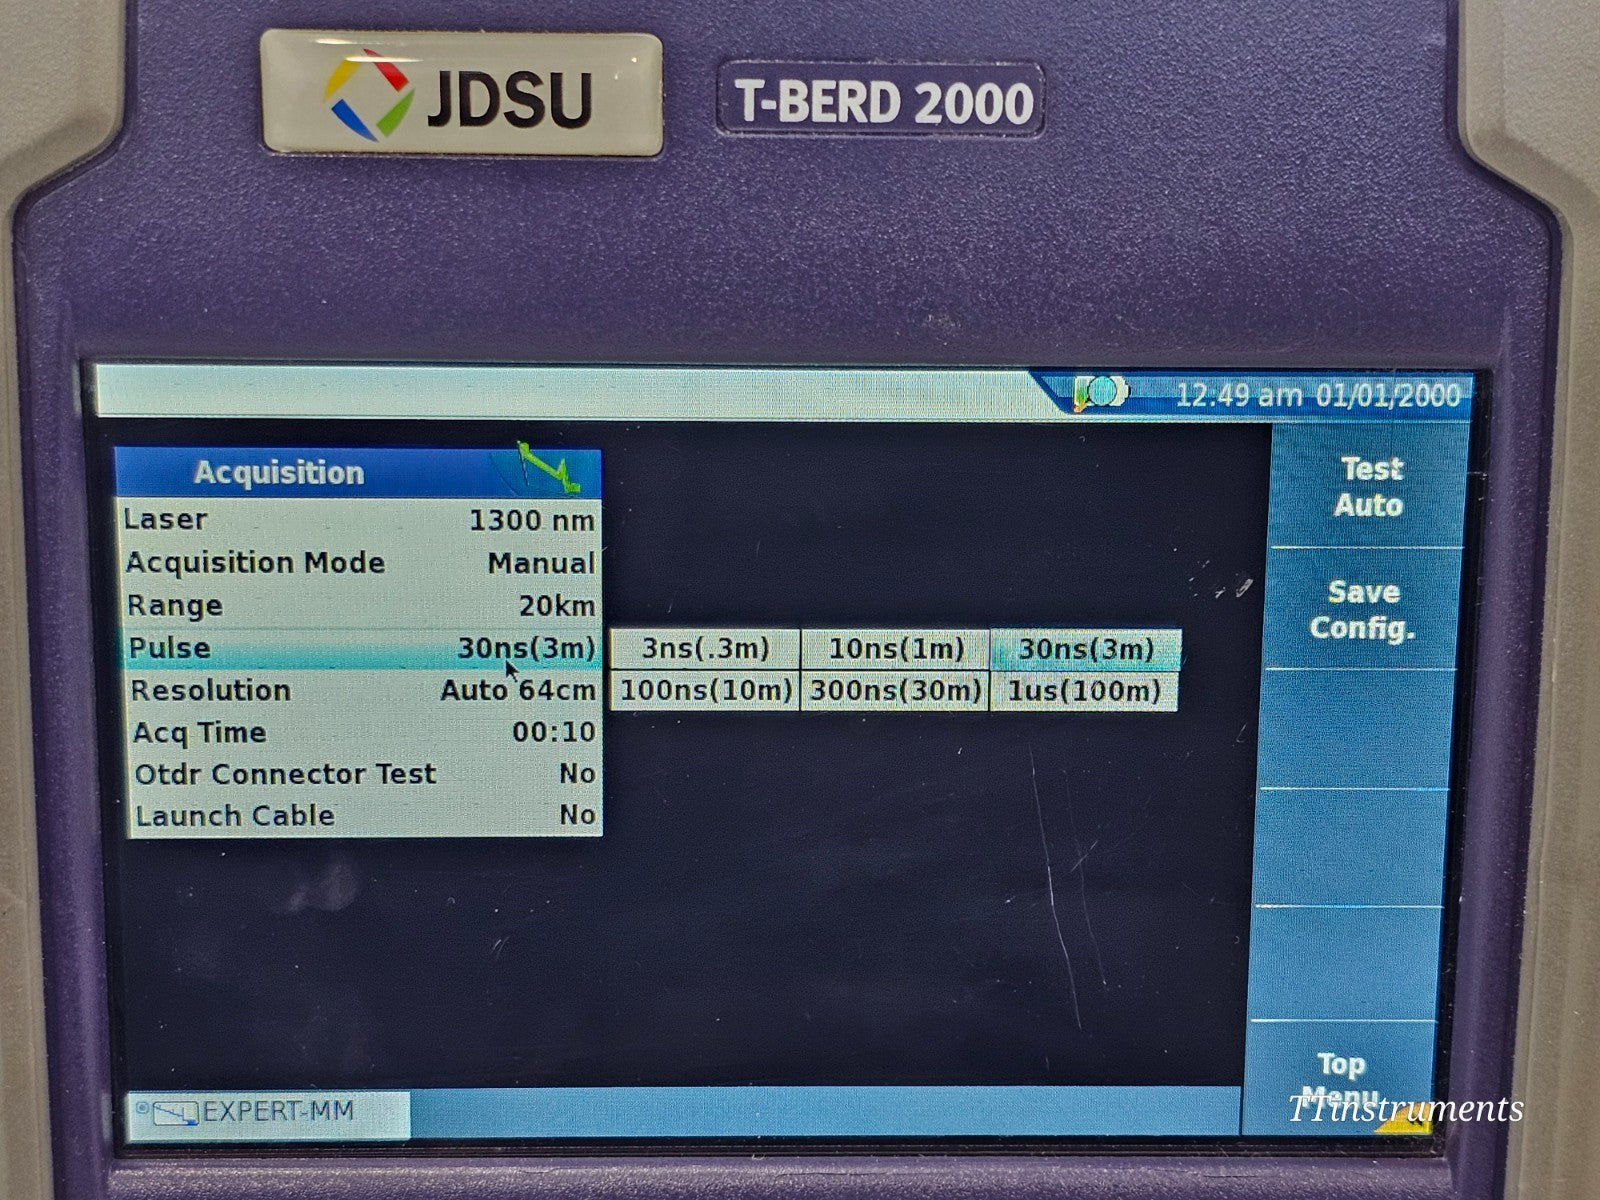 JDSU
T-BERD 2000
12:49 am 01/01/2000
Acquisition
Laser 1300 nm
Acquisition Mode Manual
Range 20km
Pulse 30ns(3m) 3ns(.3m) 10ns(1m) 30ns(3m)
Resolution Auto 64cm 100ns(10m) 300ns(30m) 1us(100m)
Acq Time 00:10
Otdr Connector Test No
Launch Cable No
Test
Auto
Save
Config.
Top
Menu
TTinstruments
EXPERT-MM